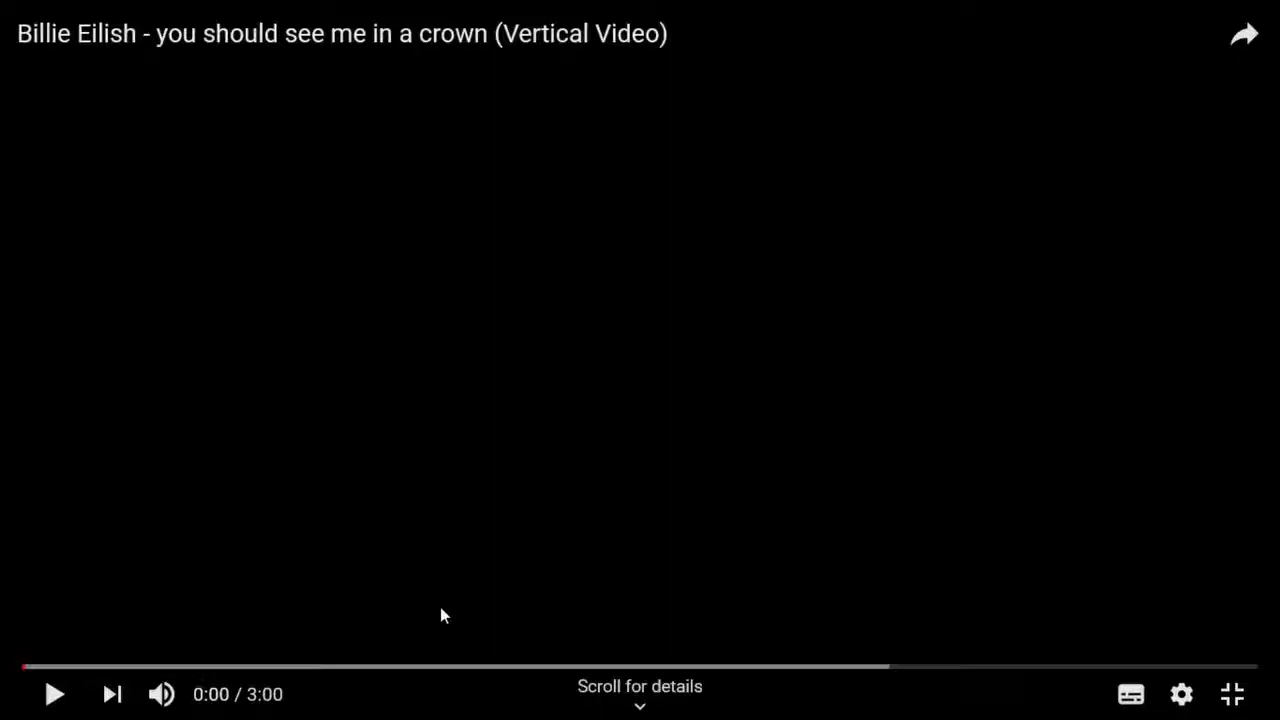 Billie Eilish - you should see me in a crown (Vertical Video)
0:00 / 3:00
Scroll for details